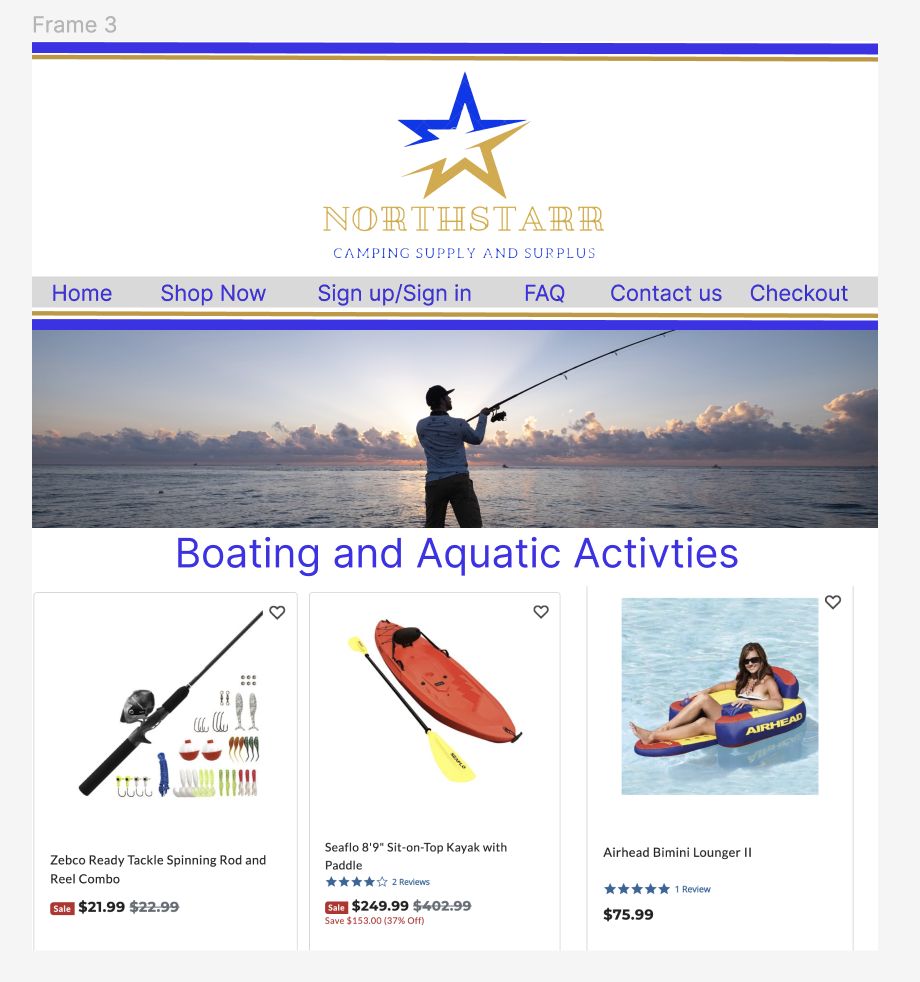 Frame 3
NORTHSTARR
CAMPING SUPPLY AND SURPLUS
Home Shop Now Sign up/Sign in FAQ Contact us Checkout
Boating and Aquatic Activties
SEAFLO
AIRHEAD
Zebco Ready Tackle Spinning Rod and
Reel Combo
Sale $21.99 $22.99
Seaflo 8'9" Sit-on-Top Kayak with
Paddle
2 Reviews
Sale $249.99 $402.99
Save $153.00 (37% Off)
Airhead Bimini Lounger II
1 Review
$75.99